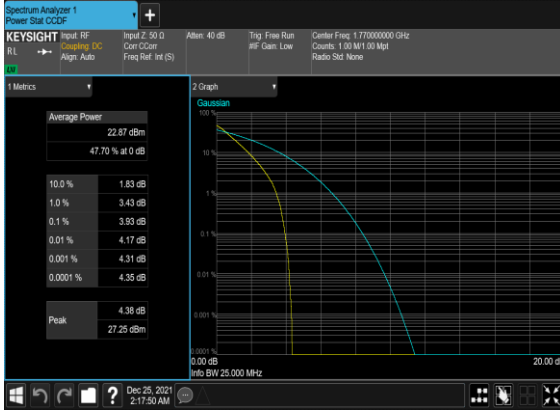 Spectrum Analyzer 1
Power Stat CCDF
+
KEYSIGHT
RL
Input: RF
Coupling: DC
Align: Auto
Input Z: 50 Ω
Corr CCorr
Freq Ref: Int (S)
Atten: 40 dB
Trig: Free Run
#IF Gain: Low
Center Freq: 1.770000000 GHz
Counts: 1.00 M/1.00 Mpt
Radio Std: None
1 Metrics
Average Power
22.87 dBm
47.70 % at 0 dB
10.0 % 1.83 dB
1.0 % 3.43 dB
0.1 % 3.93 dB
0.01 % 4.17 dB
0.001 % 4.31 dB
0.0001 % 4.35 dB
Peak
4.38 dB
27.25 dBm
2 Graph
Gaussian
100 %
10 %
1 %
0.1 %
0.01 %
0.001 %
0.0001 %
0.00 dB
20.00 d
Info BW 25.000 MHz
?
Dec 25, 2021
2:17:50 AM